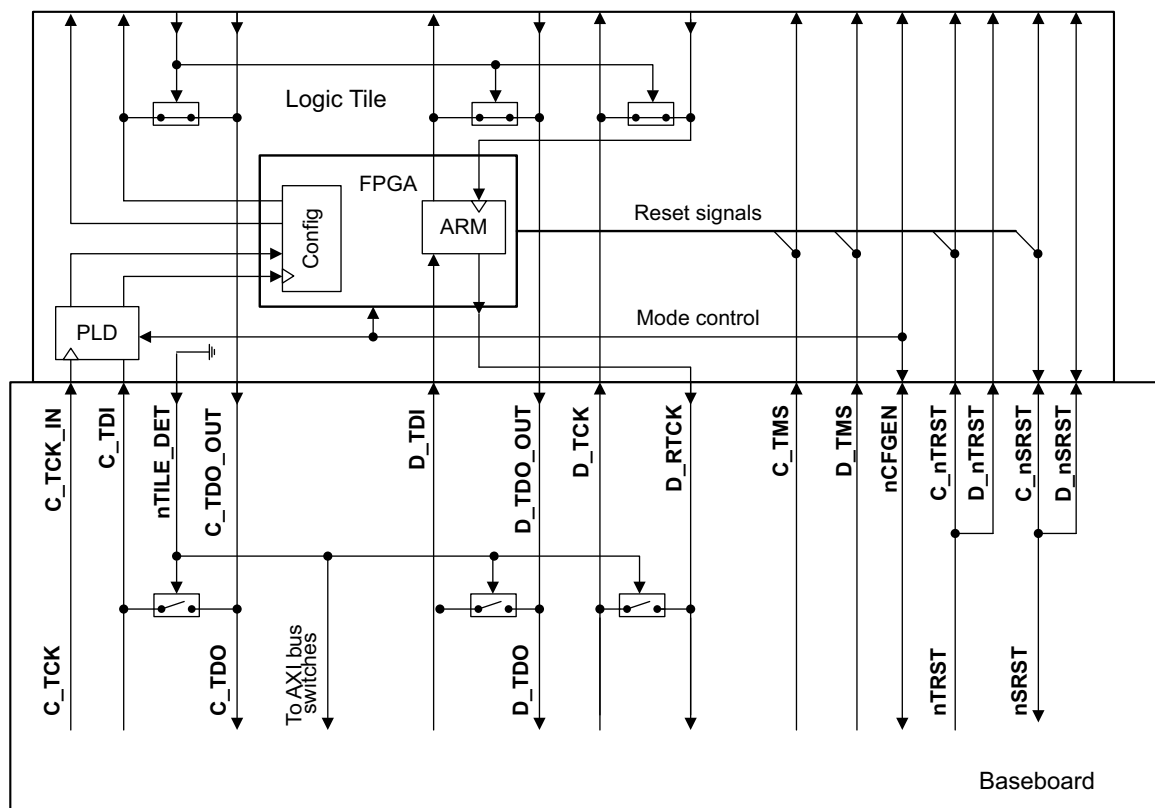 Logic Tile
FPGA
Config
ARM
Reset signals
PLD
Mode control
C_TCK_IN
C_TDI
nTILE_DET
C_TDO_OUT
D_TDI
D_TDO_OUT
D_TCK
D_RTCK
C_TMS
D_TMS
nCFGEN
C_nTRST
D_nTRST
C_nSRST
D_nSRST
C_TCK
C_TDO
To AXI bus
switches
D_TDO
nTRST
nSRST
Baseboard